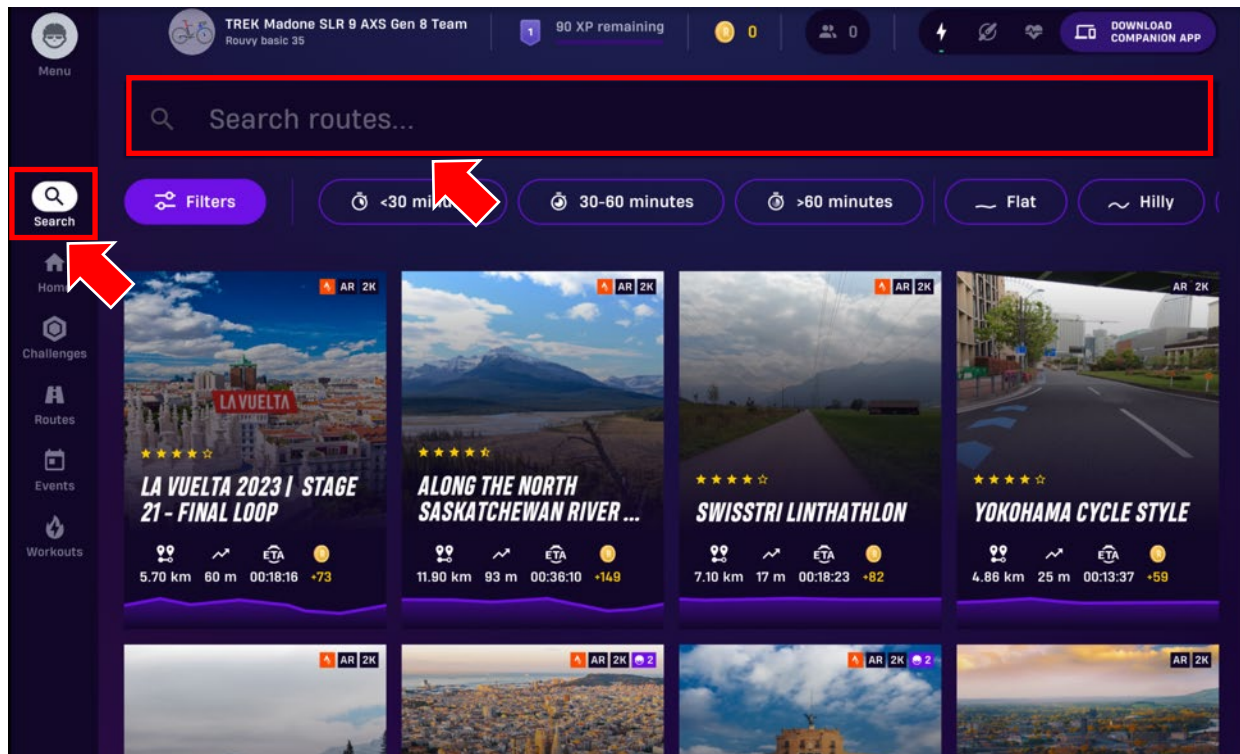 TREK Madone SLR 9 AXS Gen 8 Team
Rouvy basic 35
1
90 XP remaining
0
0
DOWNLOAD
COMPANION APP
Menu
Search routes...
Search
Filters
30-60 minutes
>60 minutes
Flat
Hilly
Home
Challenges
Routes
Events
Workouts
AR 2K
LA VUELTA
LA VUELTA 2023 | STAGE
21 - FINAL LOOP
ETA
5.70 km 60 m 00:18:16 +73
AR 2K
ALONG THE NORTH
SASKATCHEWAN RIVER ...
ETA
11.90 km 93 m 00:36:10 +149
AR 2K
SWISSTRI LINTHATHLON
ETA
7.10 km 17 m 00:18:23 +82
AR 2K
YOKOHAMA CYCLE STYLE
ETA
4.86 km 25 m 00:13:37 +59
AR 2K
AR 2K 2
AR 2K 2
AR 2K